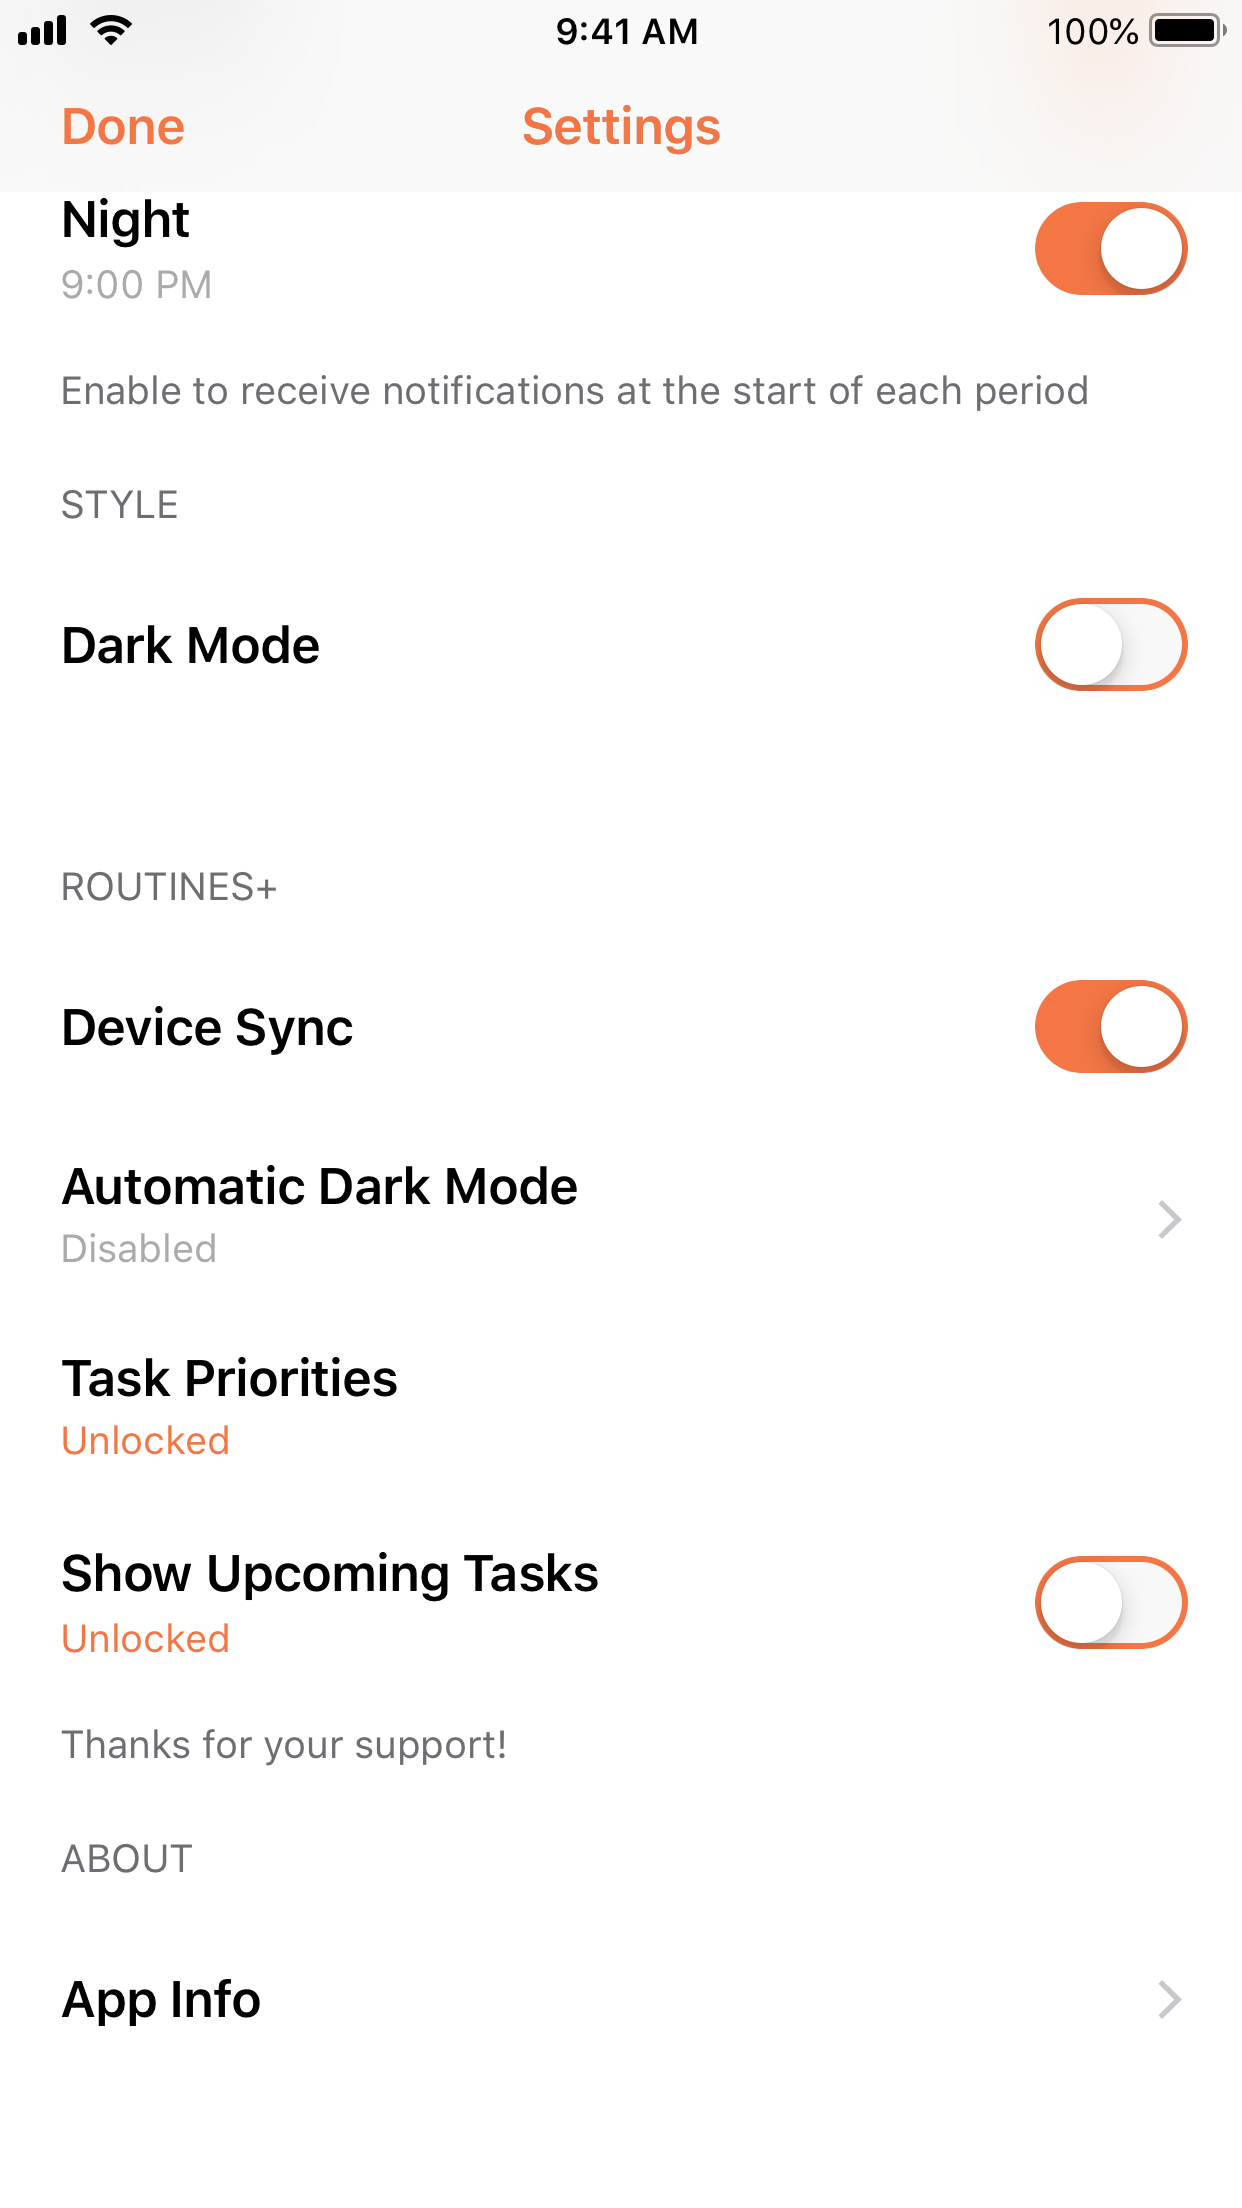 9:41 AM
100%
Done
Settings
Night
9:00 PM
Enable to receive notifications at the start of each period
STYLE
Dark Mode
ROUTINES+
Device Sync
Automatic Dark Mode
Disabled
Task Priorities
Unlocked
Show Upcoming Tasks
Unlocked
Thanks for your support!
ABOUT
App Info